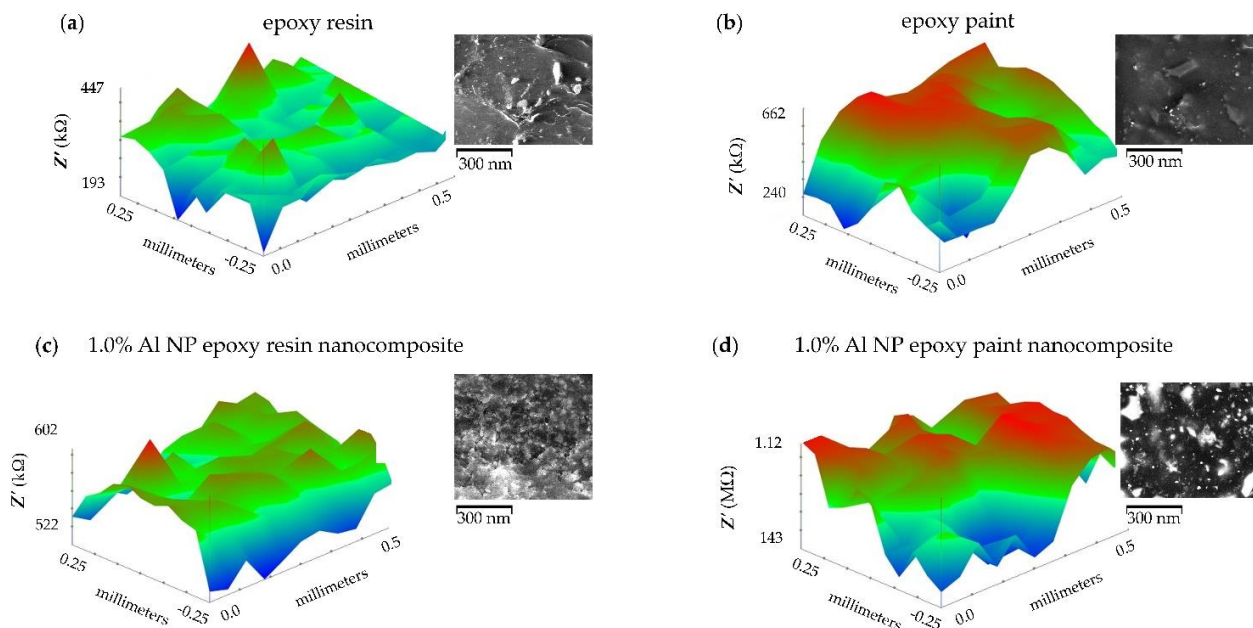 (a) epoxy resin
447
Z′ (kΩ)
193
0.25
millimeters
-0.25
0.0
millimeters
0.5
300 nm
(b) epoxy paint
662
Z′ (kΩ)
240
0.25
millimeters
-0.25
0.0
millimeters
0.5
300 nm
(c) 1.0% Al NP epoxy resin nanocomposite
602
Z′ (kΩ)
522
0.25
millimeters
-0.25
0.0
millimeters
0.5
300 nm
(d) 1.0% Al NP epoxy paint nanocomposite
1.12
Z′ (MΩ)
143
0.25
millimeters
-0.25
0.0
millimeters
0.5
300 nm